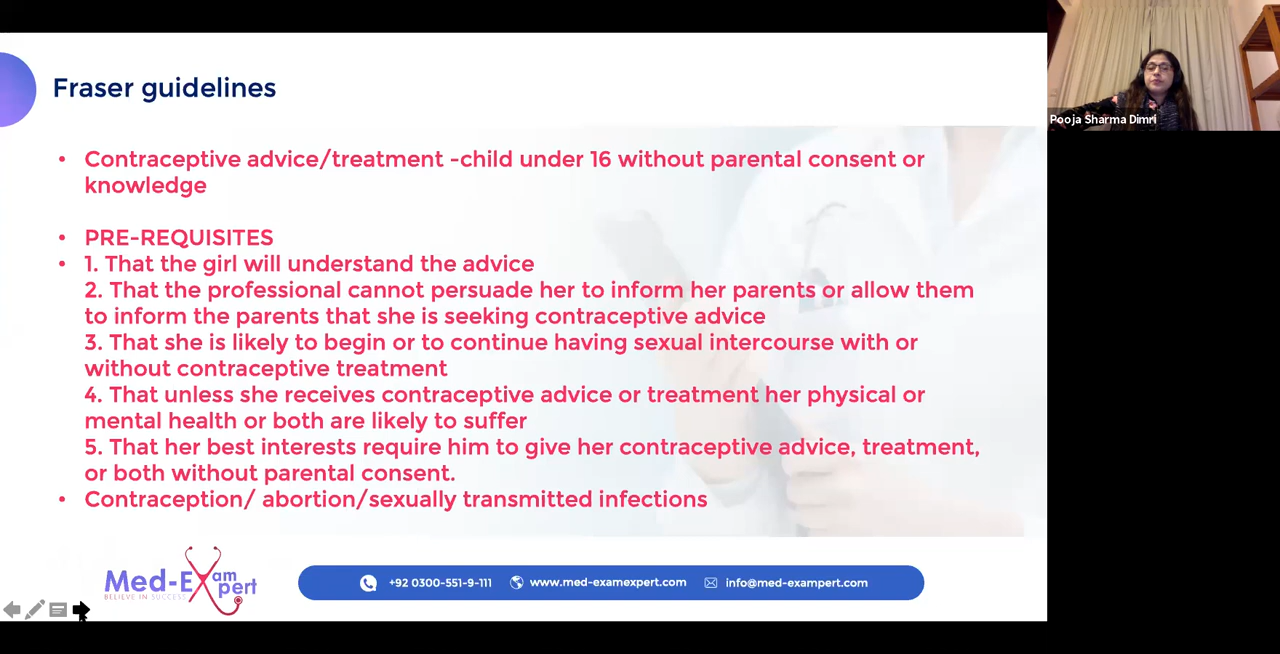 Fraser guidelines
Pooja Sharma Dimri
• Contraceptive advice/treatment -child under 16 without parental consent or
knowledge
• PRE-REQUISITES
• 1. That the girl will understand the advice
2. That the professional cannot persuade her to inform her parents or allow them
to inform the parents that she is seeking contraceptive advice
3. That she is likely to begin or to continue having sexual intercourse with or
without contraceptive treatment
4. That unless she receives contraceptive advice or treatment her physical or
mental health or both are likely to suffer
5. That her best interests require him to give her contraceptive advice, treatment,
or both without parental consent.
• Contraception/ abortion/sexually transmitted infections
Med-Exam
Expert
BELIEVE IN SUCCESS
+92 0300-551-9-111 www.med-examexpert.com info@med-exampert.com